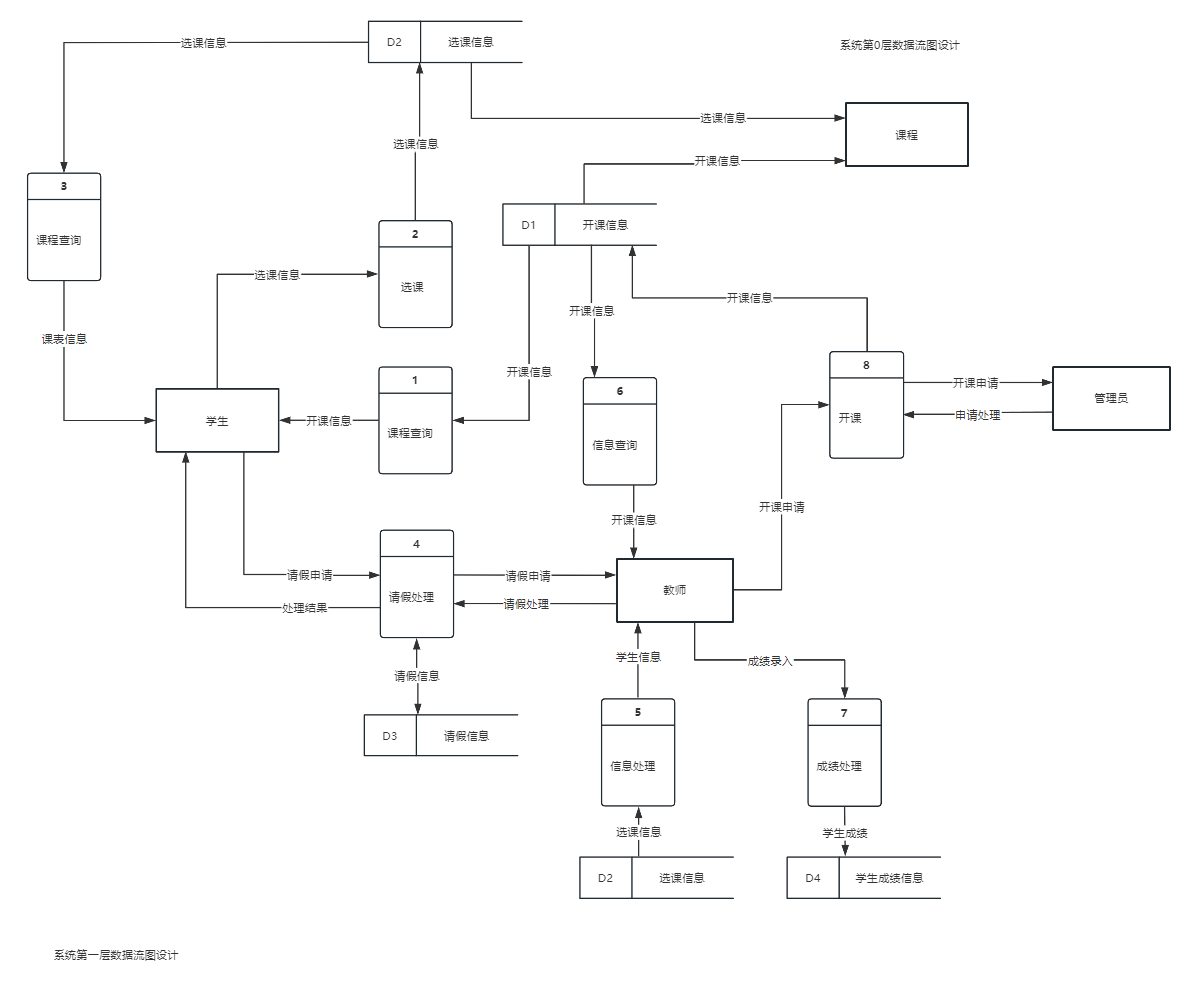 D2
选课信息
选课信息
系统第0层数据流图设计
选课信息
课程
选课信息
开课信息
3
课程查询
2
选课
D1
开课信息
选课信息
开课信息
开课信息
课表信息
8
开课
开课申请
管理员
申请处理
开课信息
1
课程查询
6
信息查询
学生
开课信息
开课申请
开课信息
4
请假处理
请假申请
请假申请
教师
处理结果
请假处理
学生信息
成绩录入
请假信息
5
信息处理
7
成绩处理
D3
请假信息
选课信息
学生成绩
D2
选课信息
D4
学生成绩信息
系统第一层数据流图设计